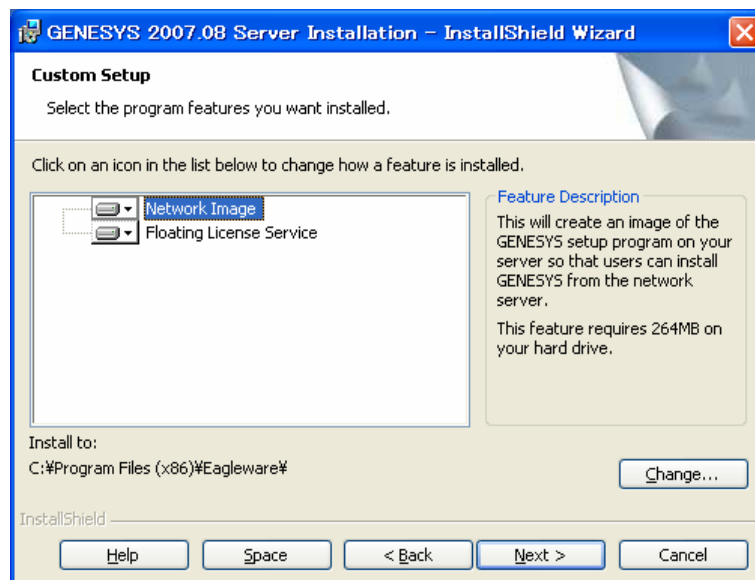 GENESYS 2007.08 Server Installation - InstallShield Wizard
Custom Setup
Select the program features you want installed.
Click on an icon in the list below to change how a feature is installed.
Network Image
Floating License Service
Feature Description
This will create an image of the
GENESYS setup program on your
server so that users can install
GENESYS from the network
server.
This feature requires 264MB on
your hard drive.
Install to:
C:¥Program Files (x86)¥Eagleware¥
Change...
InstallShield
Help
Space
< Back
Next >
Cancel